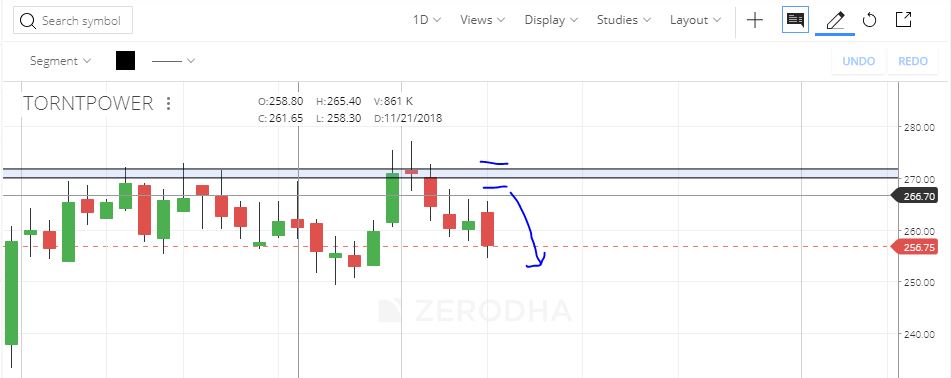 Search symbol 1D Views Display Studies Layout
Segment UNDO REDO
TORNTPOWER O: 258.80 H: 265.40 V: 861 K
C: 261.65 L: 258.30 D: 11/21/2018
280.00
270.00
266.70
260.00
256.75
250.00
ZERODHA
240.00